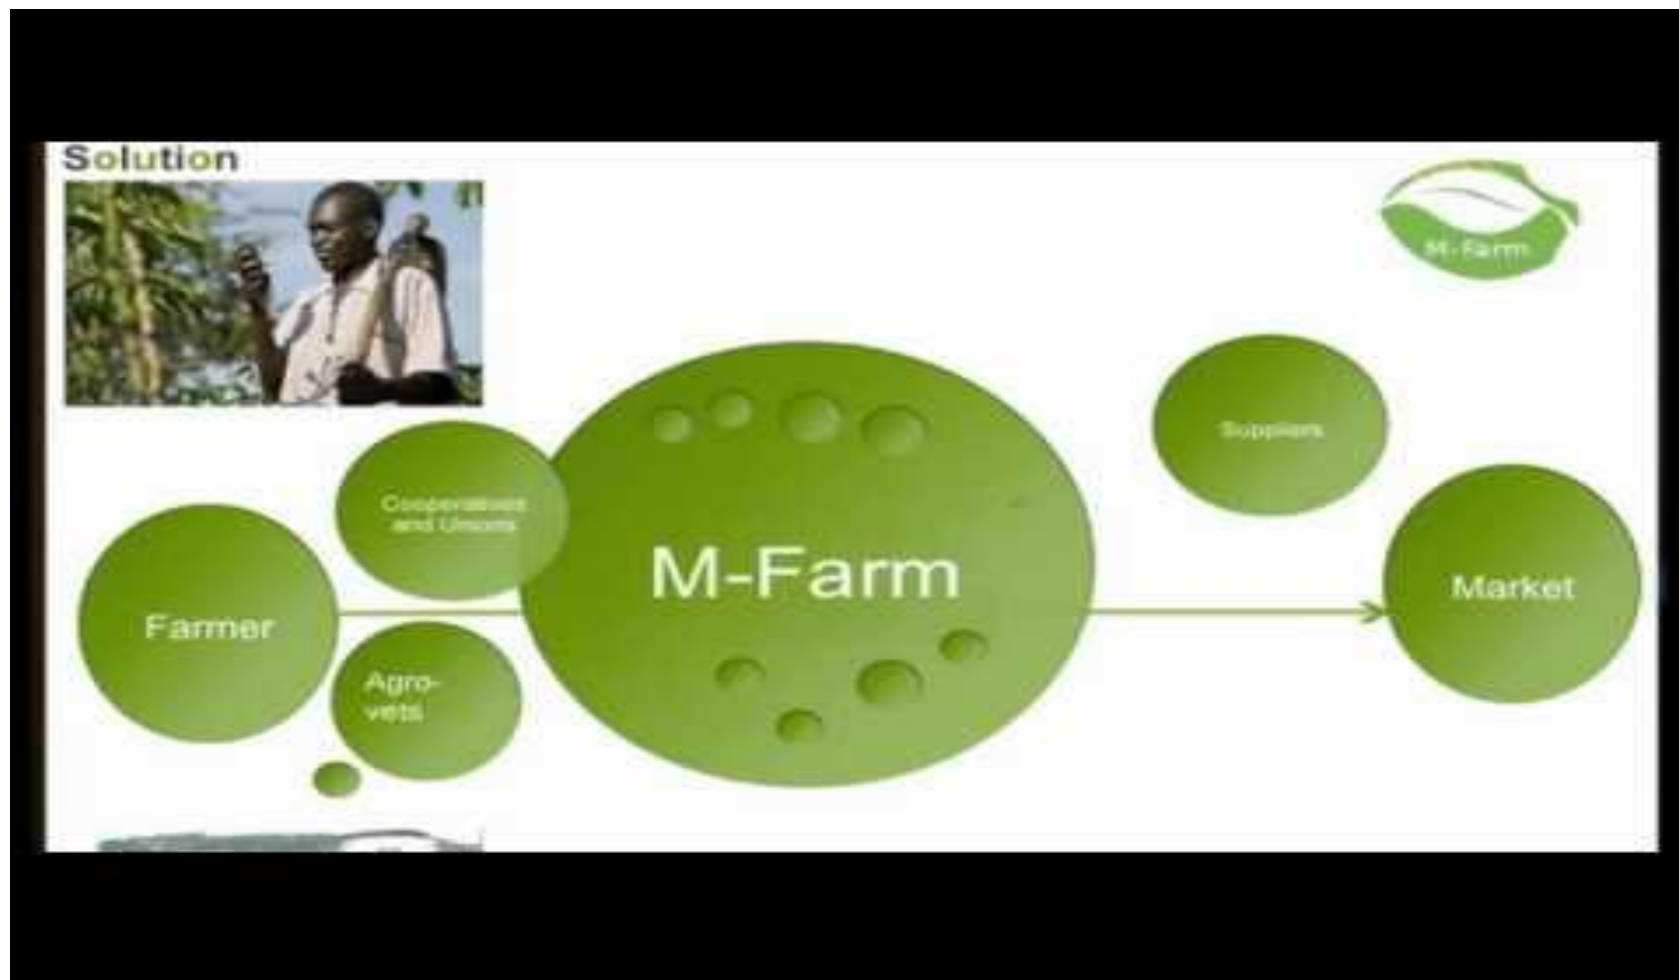 Solution
M-Farm
Suppliers
Cooperatives
and Unions
M-Farm
Market
Farmer
Agro-
vets